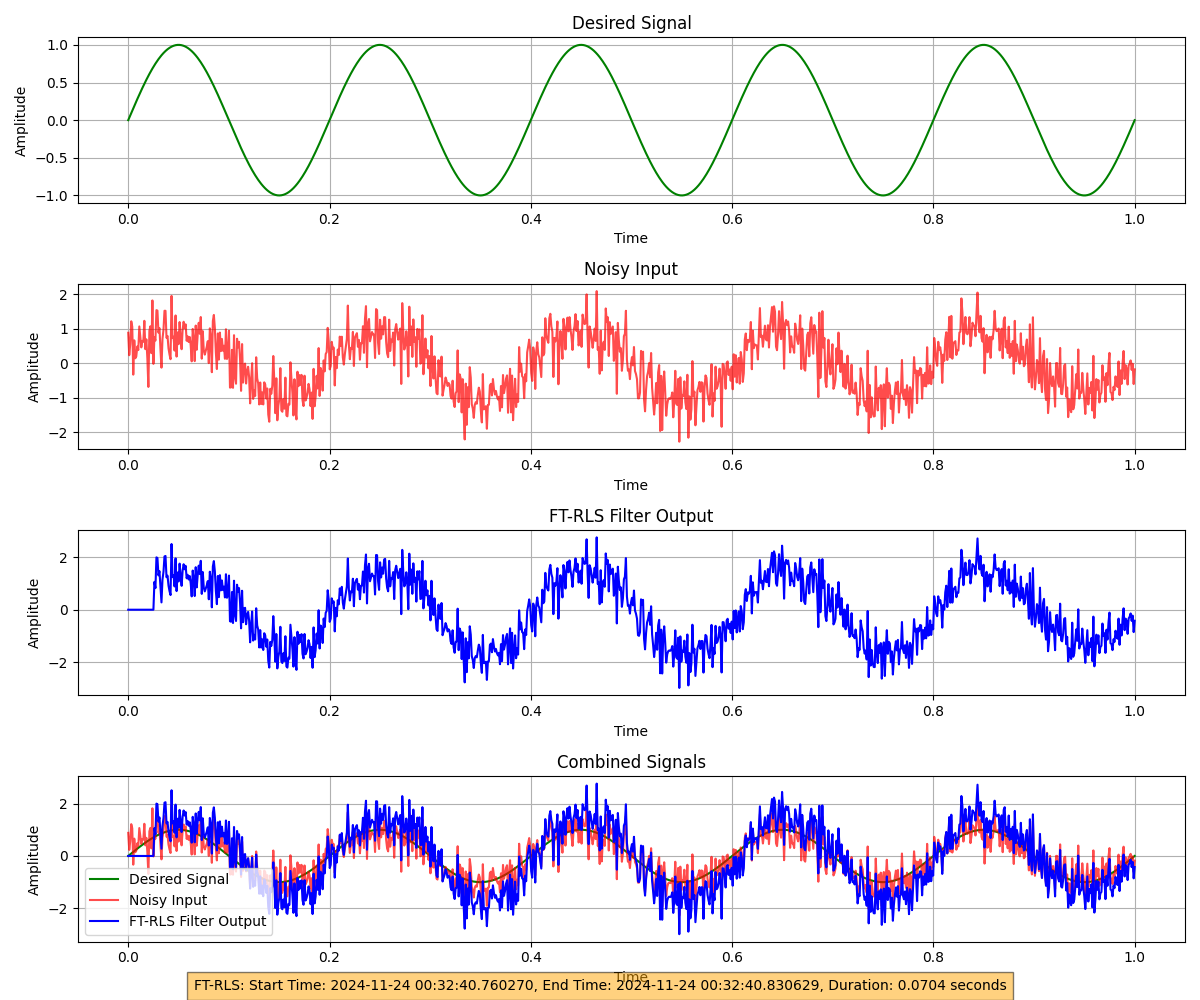 Desired Signal
1.0
0.5
0.0
−0.5
−1.0
Amplitude
0.0 0.2 0.4 0.6 0.8 1.0
Time
Noisy Input
2
1
0
−1
−2
Amplitude
0.0 0.2 0.4 0.6 0.8 1.0
Time
FT-RLS Filter Output
2
0
−2
Amplitude
0.0 0.2 0.4 0.6 0.8 1.0
Time
Combined Signals
2
0
−2
Amplitude
Desired Signal
Noisy Input
FT-RLS Filter Output
0.0 0.2 0.4 0.6 0.8 1.0
Time
FT-RLS: Start Time: 2024-11-24 00:32:40.760270, End Time: 2024-11-24 00:32:40.830629, Duration: 0.0704 seconds